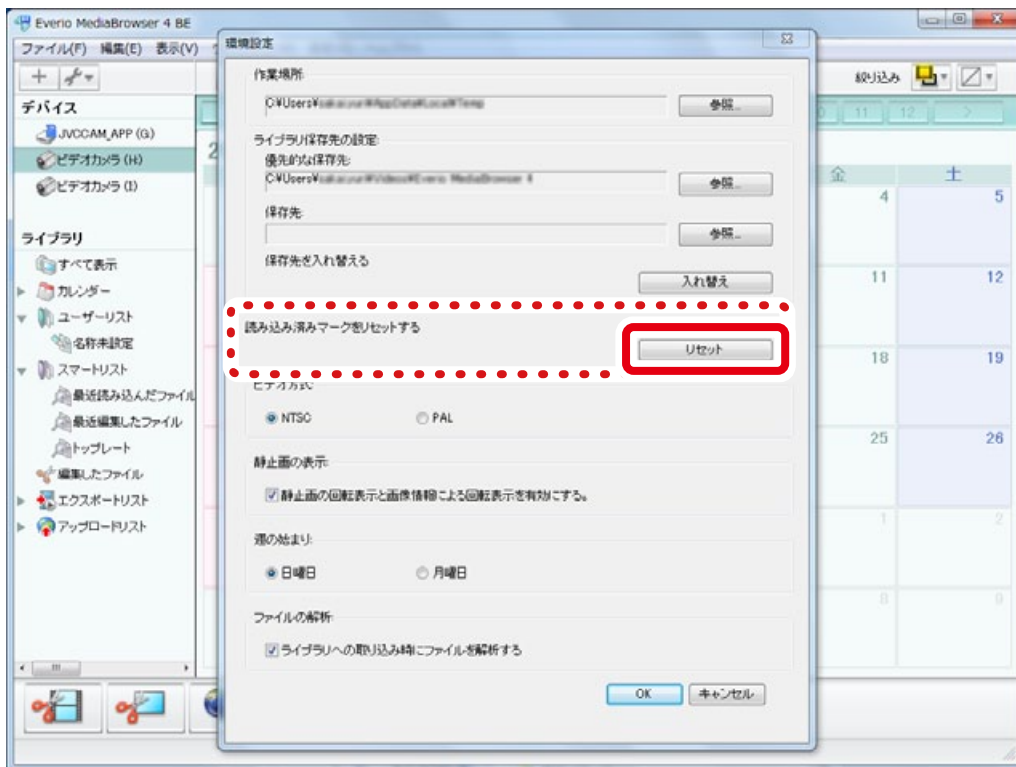 Everio MediaBrowser 4 BE
ファイル(F) 編集(E) 表示(V)
絞り込み
デバイス
JVCCAM_APP (G)
ビデオカメラ (H)
ビデオカメラ (I)
ライブラリ
すべて表示
カレンダー
ユーザーリスト
名称未設定
スマートリスト
最近読み込んだファイル
最近編集したファイル
トップレート
編集したファイル
エクスポートリスト
アップロードリスト
環境設定
作業場所:
C:¥Users¥
参照...
ライブラリ保存先の設定:
優先的な保存先:
C:¥Users¥
参照...
保存先:
参照...
保存先を入れ替える
入れ替え
読み込み済みマークをリセットする
リセット
ビデオ方式:
NTSC PAL
静止画の表示:
静止画の回転表示と画像情報による回転表示を有効にする。
週の始まり:
日曜日 月曜日
ファイルの解析:
ライブラリへの取り込み時にファイルを解析する
OK キャンセル
11 12 >
2
金 土
4 5
11 12
18 19
25 26
1 2
8 9